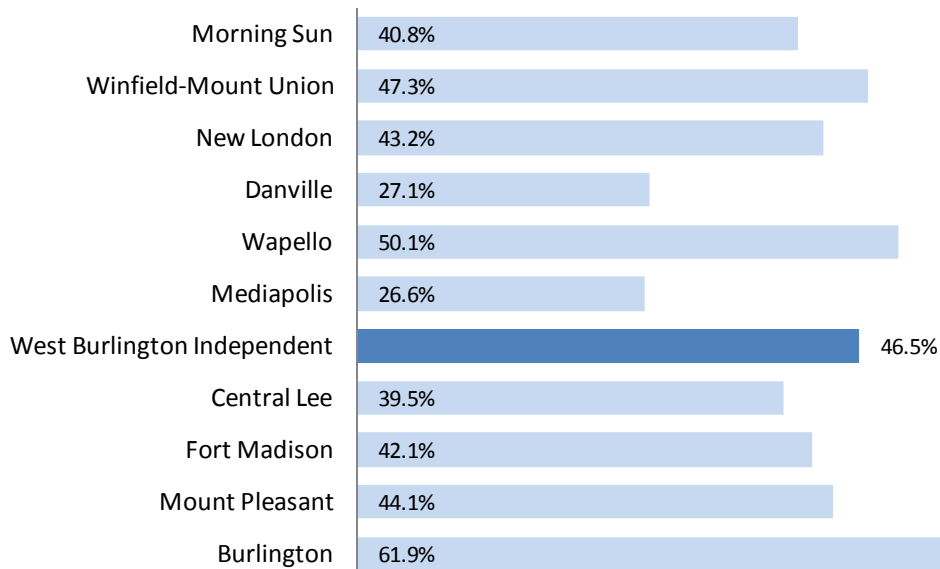 Morning Sun 40.8%
Winfield-Mount Union 47.3%
New London 43.2%
Danville 27.1%
Wapello 50.1%
Mediapolis 26.6%
West Burlington Independent 46.5%
Central Lee 39.5%
Fort Madison 42.1%
Mount Pleasant 44.1%
Burlington 61.9%